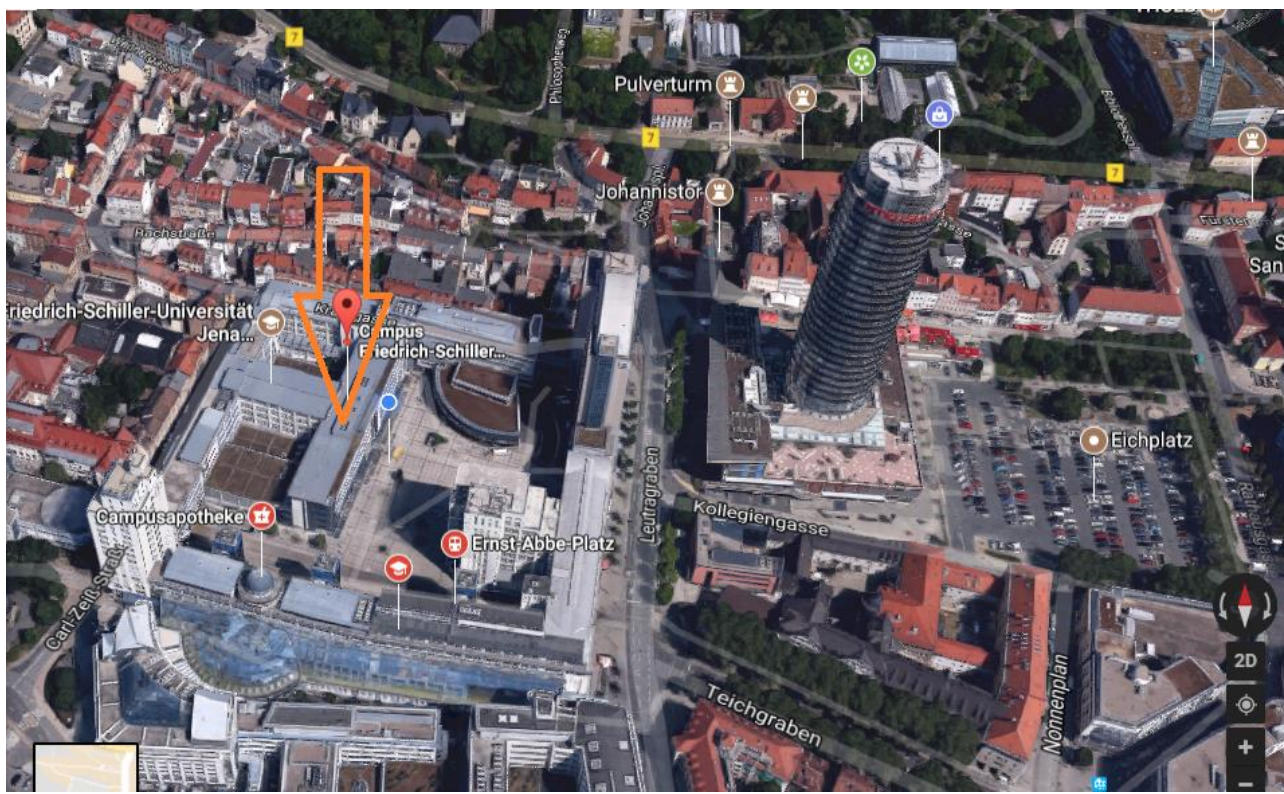 7
Philosophenweg
Pulverturm
7
7
Johannistor
Bachstraße
Friedrich-Schiller-Universität
Jena...
Campus
Friedrich-Schiller...
Eichplatz
Leutragraben
Kollegiengasse
Campusapotheke
Ernst-Abbe-Platz
Carl-Zeiß-Straße
Teichgraben
Nonnenplan
2D
+
−